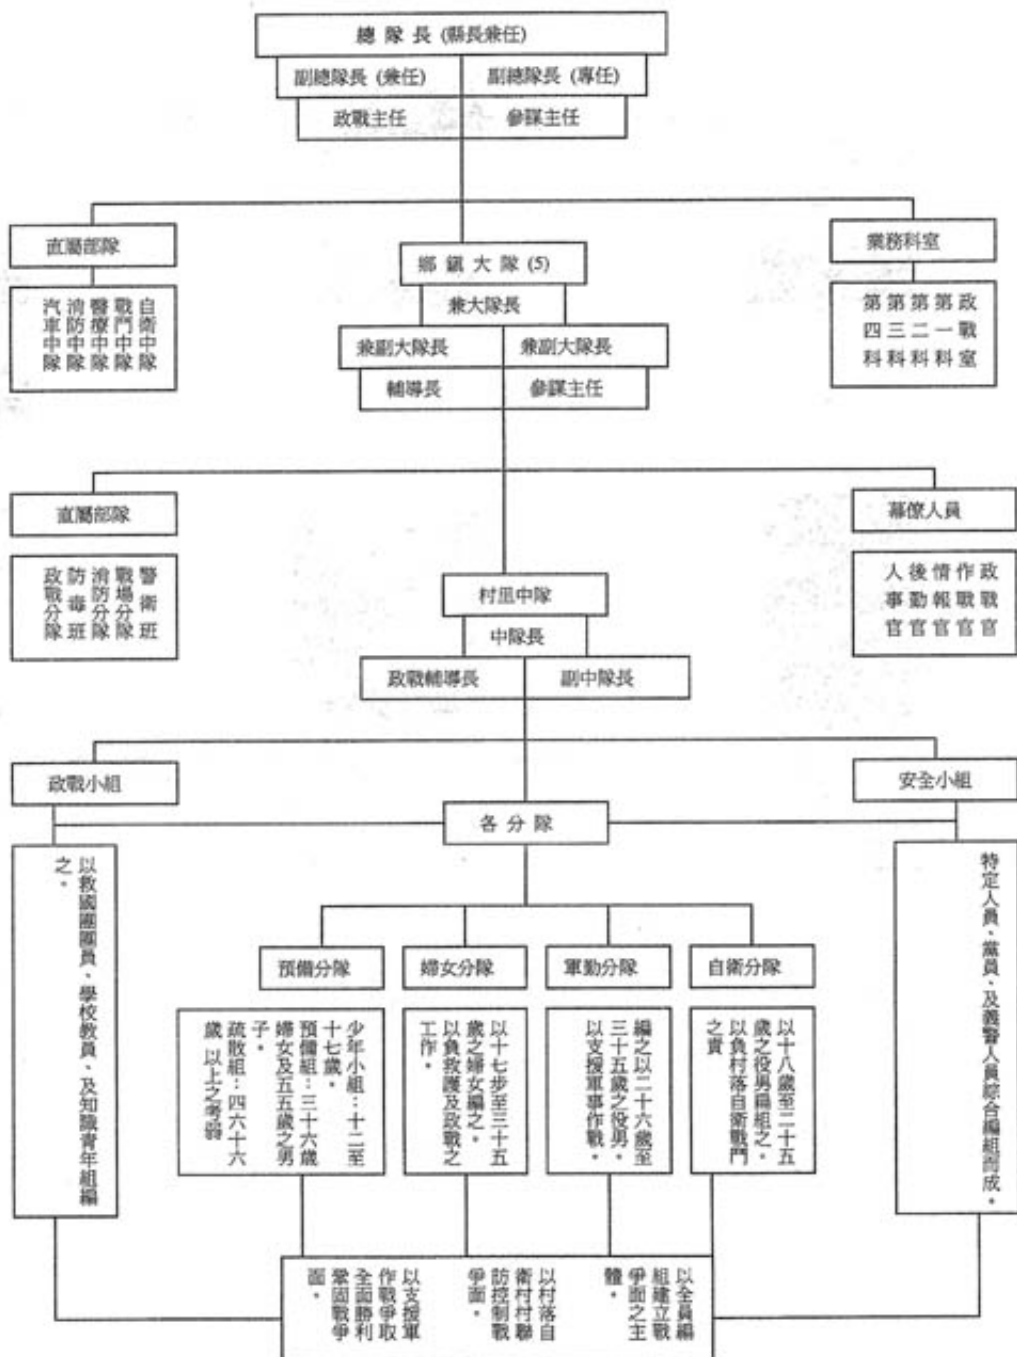 總隊長 (縣長兼任)
副總隊長 (兼任)
副總隊長 (專任)
政戰主任
參謀主任
直屬部隊
鄉鎮大隊 (5)
業務科室
自衛中隊
戰鬥中隊
醫療中隊
消防中隊
汽車中隊
兼大隊長
兼副大隊長
兼副大隊長
輔導長
參謀主任
政戰室
第一科
第二科
第三科
第四科
直屬部隊
幕僚人員
警衛班
戰場分隊
消防分隊
防毒班
政戰分隊
村里中隊
中隊長
政戰輔導長
副中隊長
政戰官
作戰官
情報官
後勤官
人事官
政戰小組
安全小組
各分隊
以救國團團員、學校教員、及知識青年組編
之。
預備分隊
婦女分隊
軍勤分隊
自衛分隊
少年小組：十二至
十七歲。
預備組：三十六歲
婦女及五五歲之男
子。
疏散組：四六十六
歲 以上之老弱
以十七步至三十五
歲之婦女編之。
以負救護及政戰之
工作。
編之以二十六歲至
三十五歲之役男。
以支援軍事作戰。
以十八歲至二十五
歲之役男扁組之。
以負村落自衛戰鬥
之責
特定人員、黨員、及義警人員綜合編組而成。
以全員編
組建立戰
爭面之主
體。
以村落自
衛村村聯
防控制戰
爭面。
以支援軍
作戰爭取
全面勝利
鞏固戰爭
面。